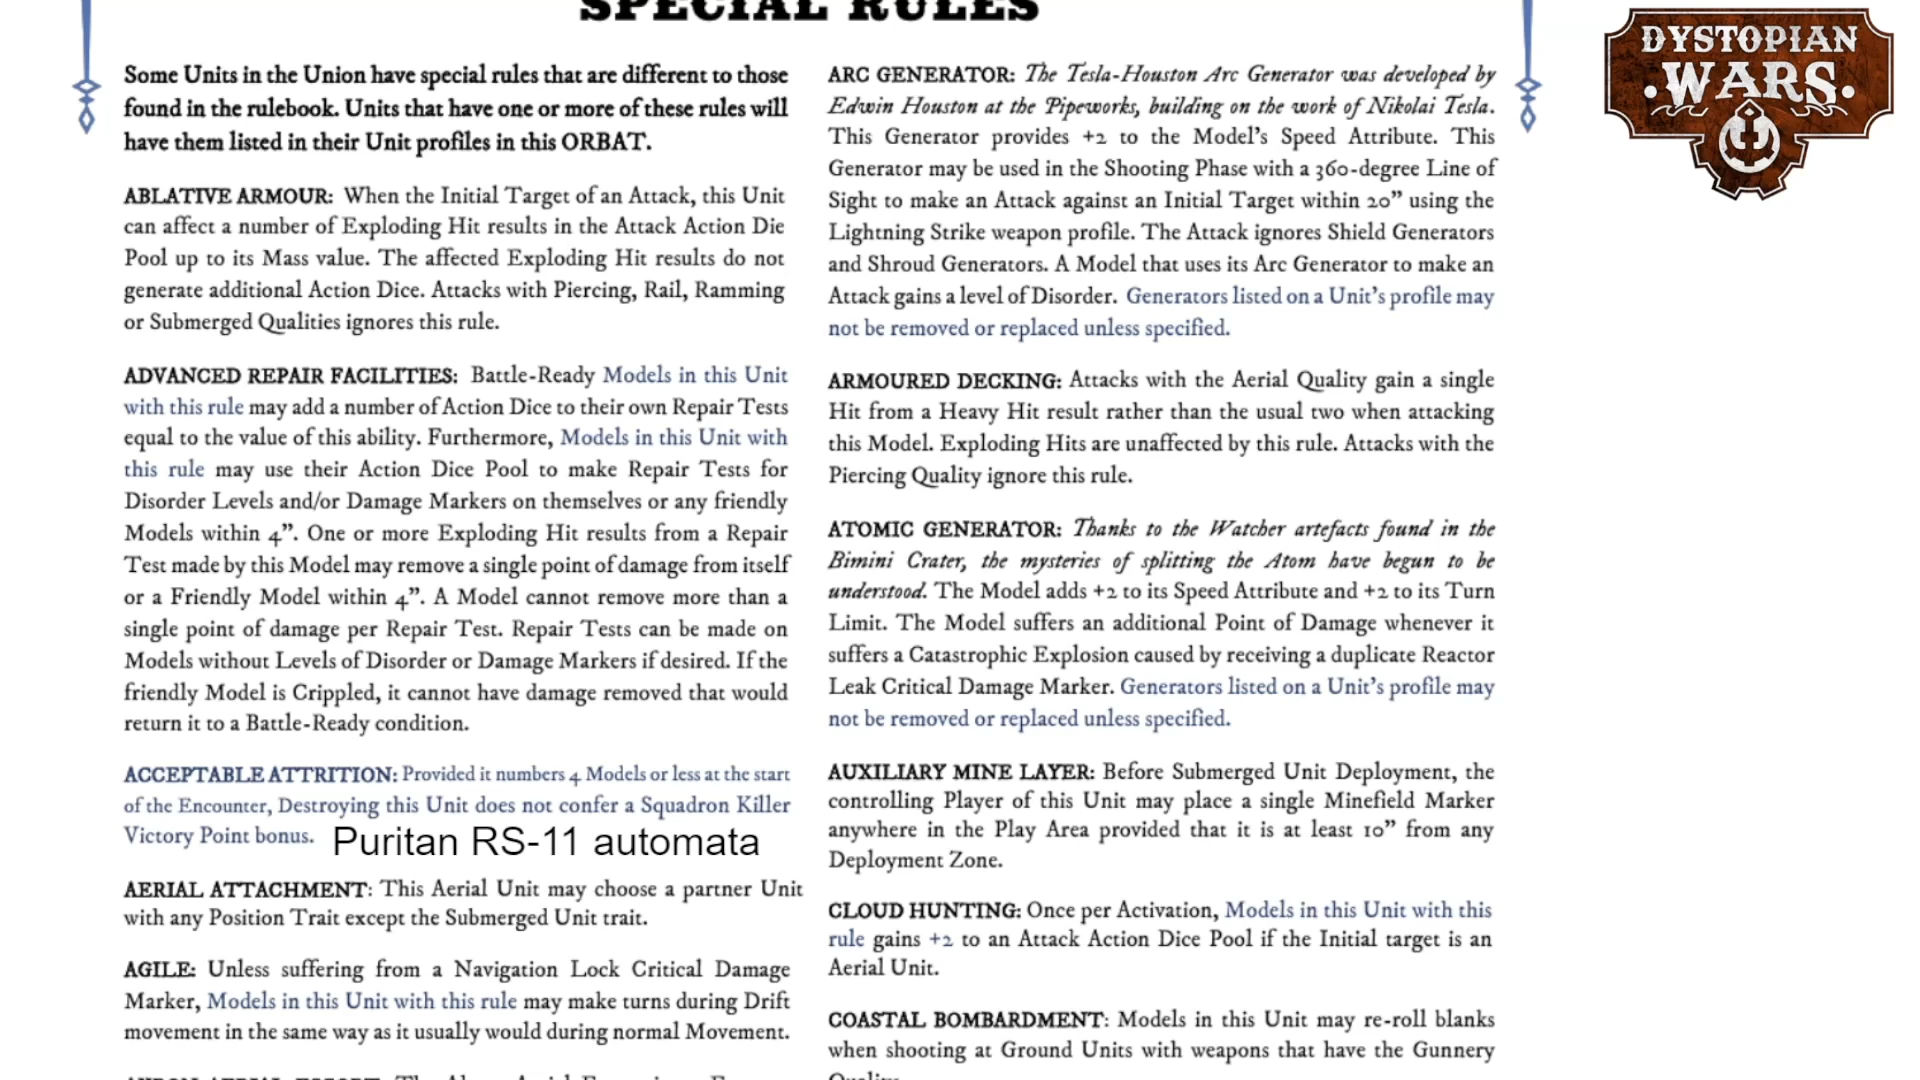 SPECIAL RULES
Some Units in the Union have special rules that are different to those
found in the rulebook. Units that have one or more of these rules will
have them listed in their Unit profiles in this ORBAT.
ABLATIVE ARMOUR: When the Initial Target of an Attack, this Unit
can affect a number of Exploding Hit results in the Attack Action Die
Pool up to its Mass value. The affected Exploding Hit results do not
generate additional Action Dice. Attacks with Piercing, Rail, Ramming
or Submerged Qualities ignores this rule.
ADVANCED REPAIR FACILITIES: Battle-Ready Models in this Unit
with this rule may add a number of Action Dice to their own Repair Tests
equal to the value of this ability. Furthermore, Models in this Unit with
this rule may use their Action Dice Pool to make Repair Tests for
Disorder Levels and/or Damage Markers on themselves or any friendly
Models within 4”. One or more Exploding Hit results from a Repair
Test made by this Model may remove a single point of damage from itself
or a Friendly Model within 4”. A Model cannot remove more than a
single point of damage per Repair Test. Repair Tests can be made on
Models without Levels of Disorder or Damage Markers if desired. If the
friendly Model is Crippled, it cannot have damage removed that would
return it to a Battle-Ready condition.
ACCEPTABLE ATTRITION: Provided it numbers 4 Models or less at the start
of the Encounter, Destroying this Unit does not confer a Squadron Killer
Victory Point bonus. Puritan RS-11 automata
AERIAL ATTACHMENT: This Aerial Unit may choose a partner Unit
with any Position Trait except the Submerged Unit trait.
AGILE: Unless suffering from a Navigation Lock Critical Damage
Marker, Models in this Unit with this rule may make turns during Drift
movement in the same way as it usually would during normal Movement.
ARC GENERATOR: The Tesla-Houston Arc Generator was developed by
Edwin Houston at the Pipeworks, building on the work of Nikolai Tesla.
This Generator provides +2 to the Model’s Speed Attribute. This
Generator may be used in the Shooting Phase with a 360-degree Line of
Sight to make an Attack against an Initial Target within 20” using the
Lightning Strike weapon profile. The Attack ignores Shield Generators
and Shroud Generators. A Model that uses its Arc Generator to make an
Attack gains a level of Disorder. Generators listed on a Unit’s profile may
not be removed or replaced unless specified.
ARMOURED DECKING: Attacks with the Aerial Quality gain a single
Hit from a Heavy Hit result rather than the usual two when attacking
this Model. Exploding Hits are unaffected by this rule. Attacks with the
Piercing Quality ignore this rule.
ATOMIC GENERATOR: Thanks to the Watcher artefacts found in the
Bimini Crater, the mysteries of splitting the Atom have begun to be
understood. The Model adds +2 to its Speed Attribute and +2 to its Turn
Limit. The Model suffers an additional Point of Damage whenever it
suffers a Catastrophic Explosion caused by receiving a duplicate Reactor
Leak Critical Damage Marker. Generators listed on a Unit’s profile may
not be removed or replaced unless specified.
AUXILIARY MINE LAYER: Before Submerged Unit Deployment, the
controlling Player of this Unit may place a single Minefield Marker
anywhere in the Play Area provided that it is at least 10” from any
Deployment Zone.
CLOUD HUNTING: Once per Activation, Models in this Unit with this
rule gains +2 to an Attack Action Dice Pool if the Initial target is an
Aerial Unit.
COASTAL BOMBARDMENT: Models in this Unit may re-roll blanks
when shooting at Ground Units with weapons that have the Gunnery
DYSTOPIAN
WARS